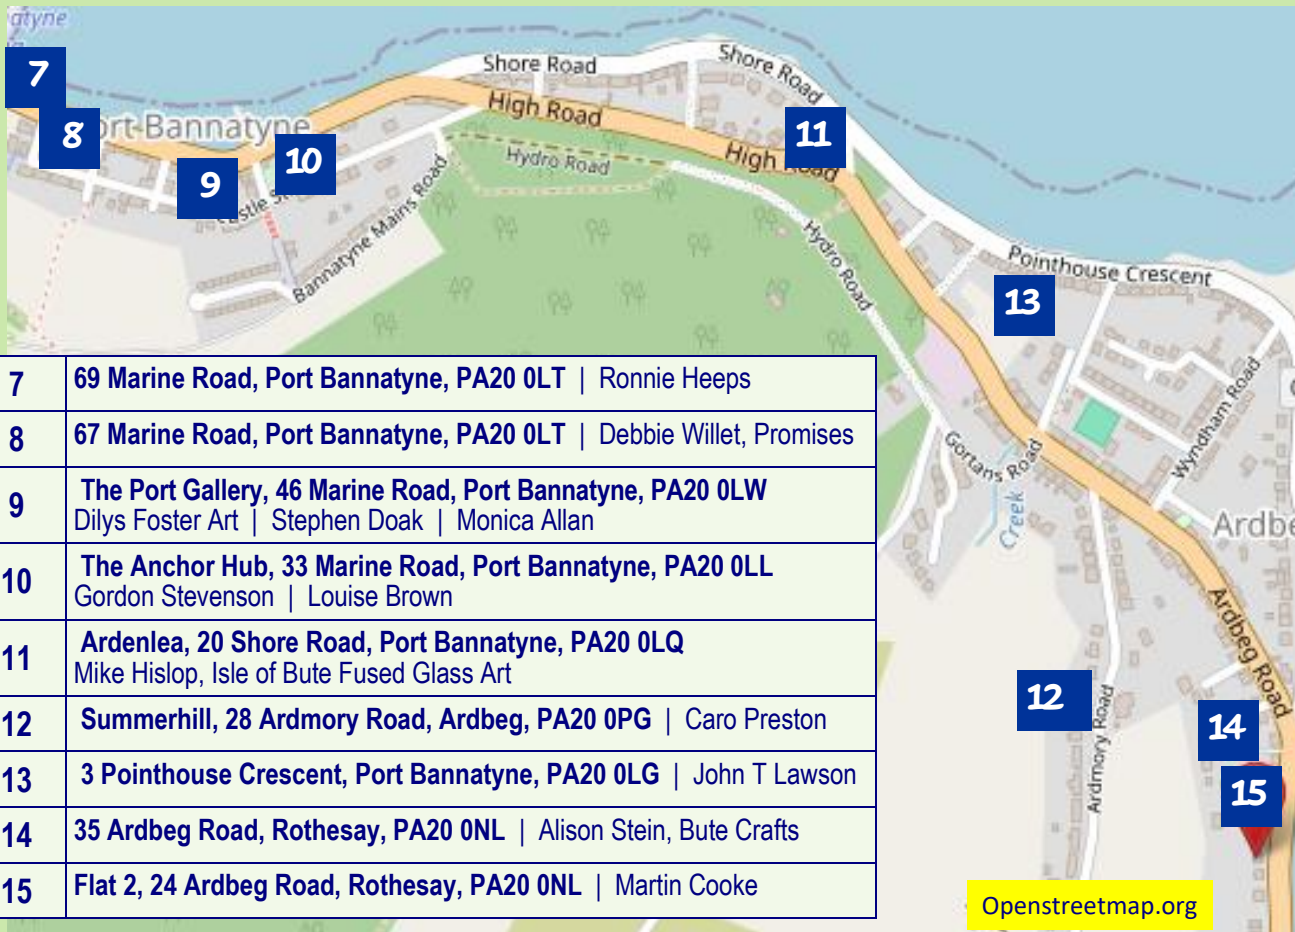 atyne
7
8
ort-Bannatyne
9
10
11
Shore Road
Shore Road
High Road
High Road
Hydro Road
Hydro Road
Bannatyne Mains Road
Pointhouse Crescent
13
Wyndham Road
Gortans Road
Creek
Ardbe
Ardbeg Road
12
Ardmory Road
14
15
7 69 Marine Road, Port Bannatyne, PA20 0LT | Ronnie Heeps
8 67 Marine Road, Port Bannatyne, PA20 0LT | Debbie Willet, Promises
9 The Port Gallery, 46 Marine Road, Port Bannatyne, PA20 0LW
Dilys Foster Art | Stephen Doak | Monica Allan
10 The Anchor Hub, 33 Marine Road, Port Bannatyne, PA20 0LL
Gordon Stevenson | Louise Brown
11 Ardenlea, 20 Shore Road, Port Bannatyne, PA20 0LQ
Mike Hislop, Isle of Bute Fused Glass Art
12 Summerhill, 28 Ardmory Road, Ardbeg, PA20 0PG | Caro Preston
13 3 Pointhouse Crescent, Port Bannatyne, PA20 0LG | John T Lawson
14 35 Ardbeg Road, Rothesay, PA20 0NL | Alison Stein, Bute Crafts
15 Flat 2, 24 Ardbeg Road, Rothesay, PA20 0NL | Martin Cooke
Openstreetmap.org